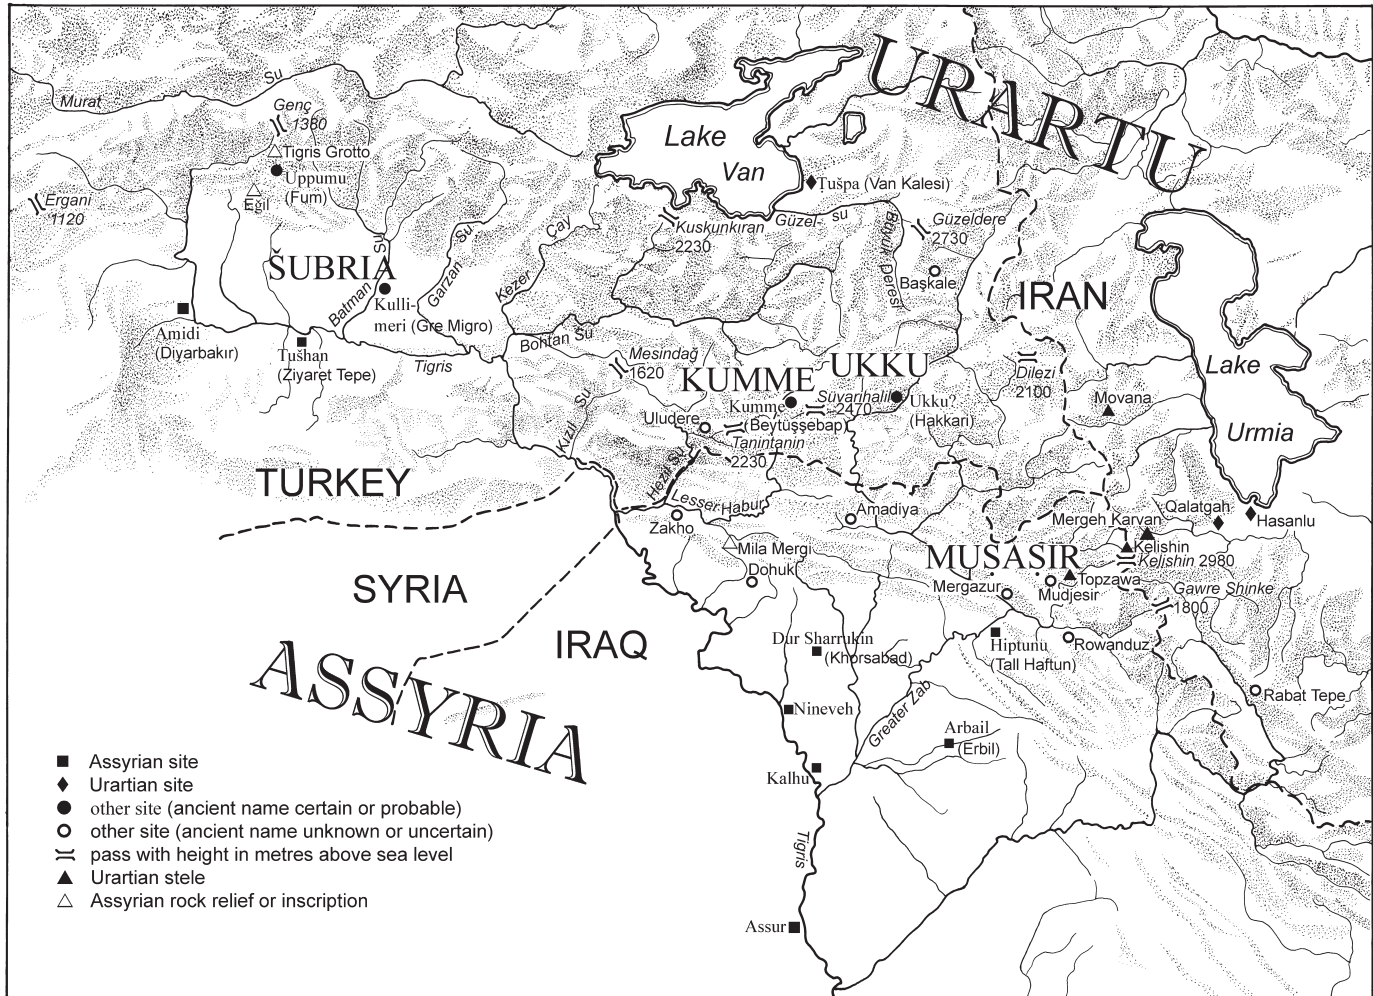 Murat
Su
Genç
1380
Tigris Grotto
Uppumu
(Fum)
Eğil
Ergani
1120
ŠUBRIA
Batman
Su
Garzan
Su
Kulli-
meri (Gre Migro)
Amidi
(Diyarbakır)
Tušhan
(Ziyaret Tepe)
Tigris
Kezer
Çay
Bohtan Su
Lake
Van
URARTU
Tušpa (Van Kalesi)
Kuskunkıran
2230
Güzel-
su
Büyük Deresi
Güzeldere
2730
Başkale
IRAN
Lake
Urmia
Mesindağ
1620
KUMME
UKKU
Kumme
(Beytüşşebap)
Süvarihalil
2470
Ukku?
(Hakkari)
Uludere
Tanintanin
2230
Kızıl Su
Hezil Su
Dilezi
2100
Movana
TURKEY
SYRIA
IRAQ
ASSYRIA
Lesser Habur
Zakho
Amadiya
Mila Mergi
Dohuk
MUSASIR
Mergeh Karvan
Qalatgah
Hasanlu
Kelishin
Kelishin 2980
Topzawa
Mudjesir
Mergazur
Gawre Shinke
1800
Dur Sharrukin
(Khorsabad)
Hiptunu
(Tall Haftun)
Rowanduz
Rabat Tepe
Nineveh
Greater Zab
Arbail
(Erbil)
Kalhu
Tigris
Assur
Assyrian site
Urartian site
other site (ancient name certain or probable)
other site (ancient name unknown or uncertain)
pass with height in metres above sea level
Urartian stele
Assyrian rock relief or inscription